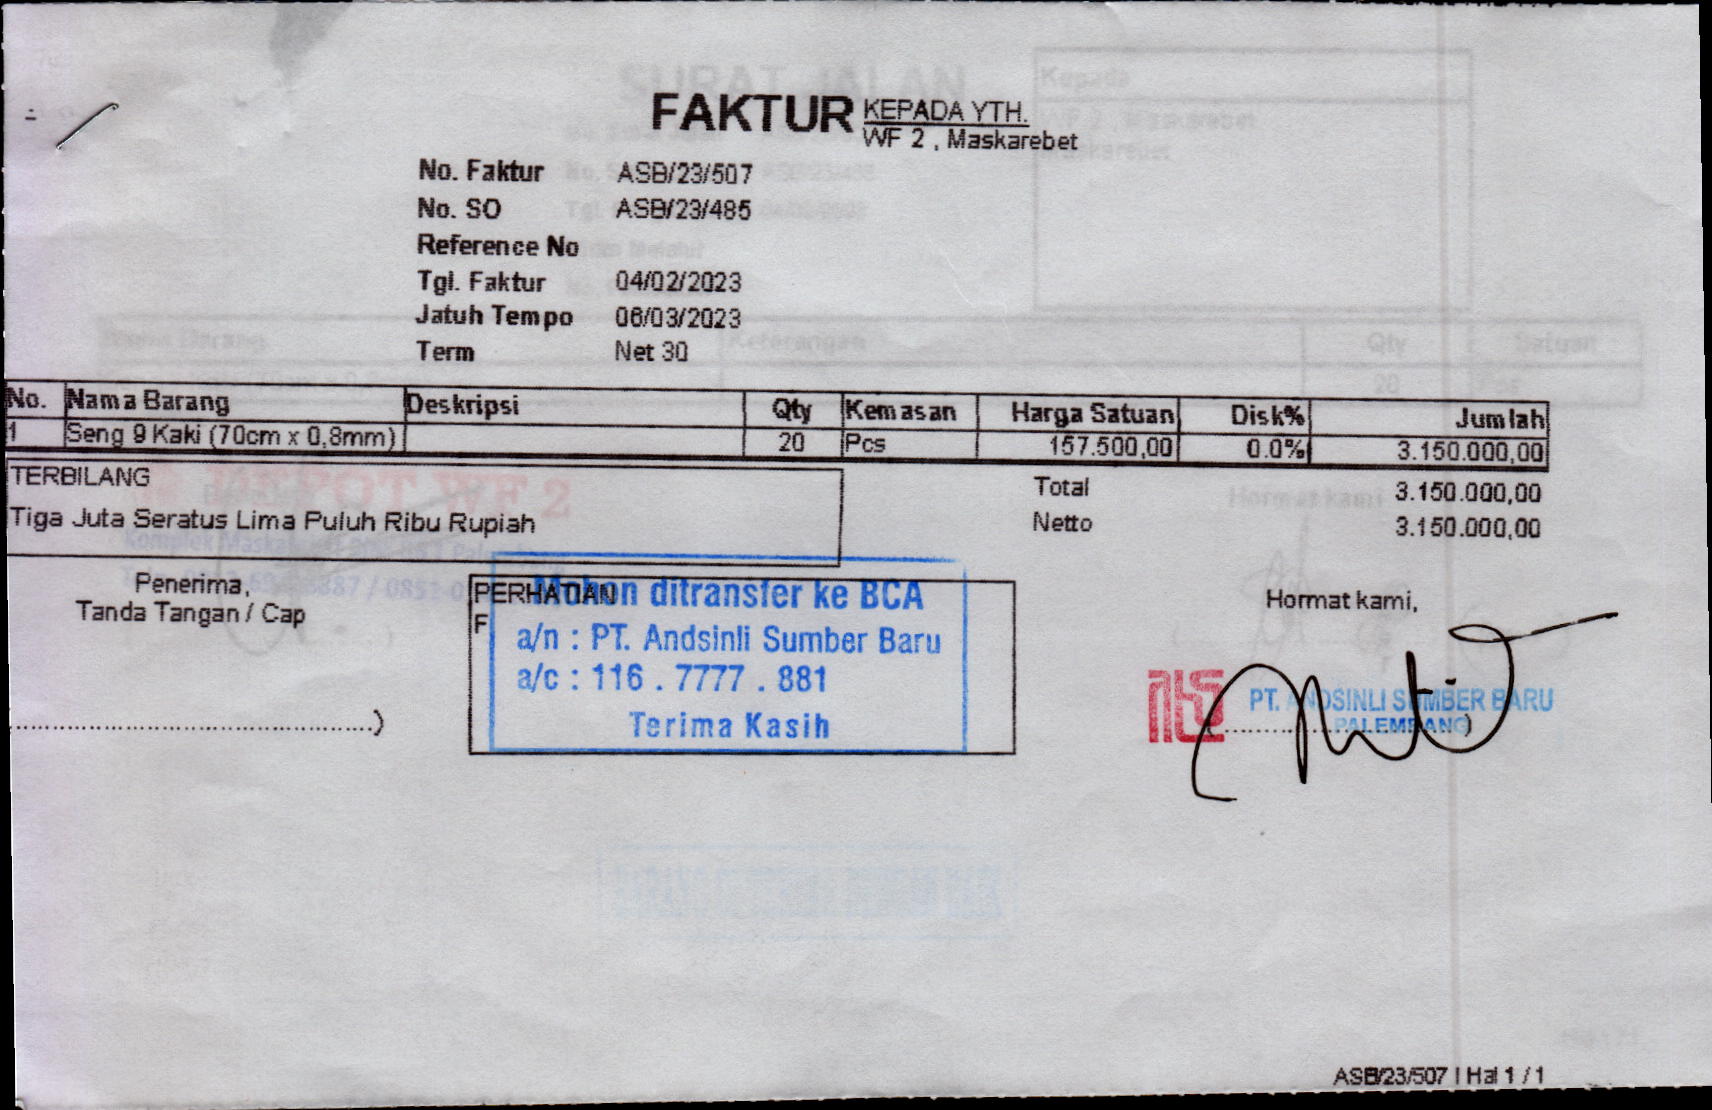 FAKTUR KEPADA YTH.
WF 2 , Maskarebet
No. Faktur ASB/23/507
No. SO ASB/23/485
Reference No
Tgl. Faktur 04/02/2023
Jatuh Tempo 06/03/2023
Term Net 30
No. Nama Barang Deskripsi Qty Kemasan Harga Satuan Disk% Jumlah
1 Seng 9 Kaki (70cm x 0,8mm) 20 Pcs 157.500,00 0.0% 3.150.000,00
TERBILANG
Tiga Juta Seratus Lima Puluh Ribu Rupiah
Total 3.150.000,00
Netto 3.150.000,00
Penerima,
Tanda Tangan / Cap
PERHATIAN
F
Mohon ditransfer ke BCA
a/n : PT. Andsinli Sumber Baru
a/c : 116 . 7777 . 881
Terima Kasih
Hormat kami,
PT. ANDSINLI SUMBER BARU
PALEMBANG
ASB/23/507 | Hal 1 / 1